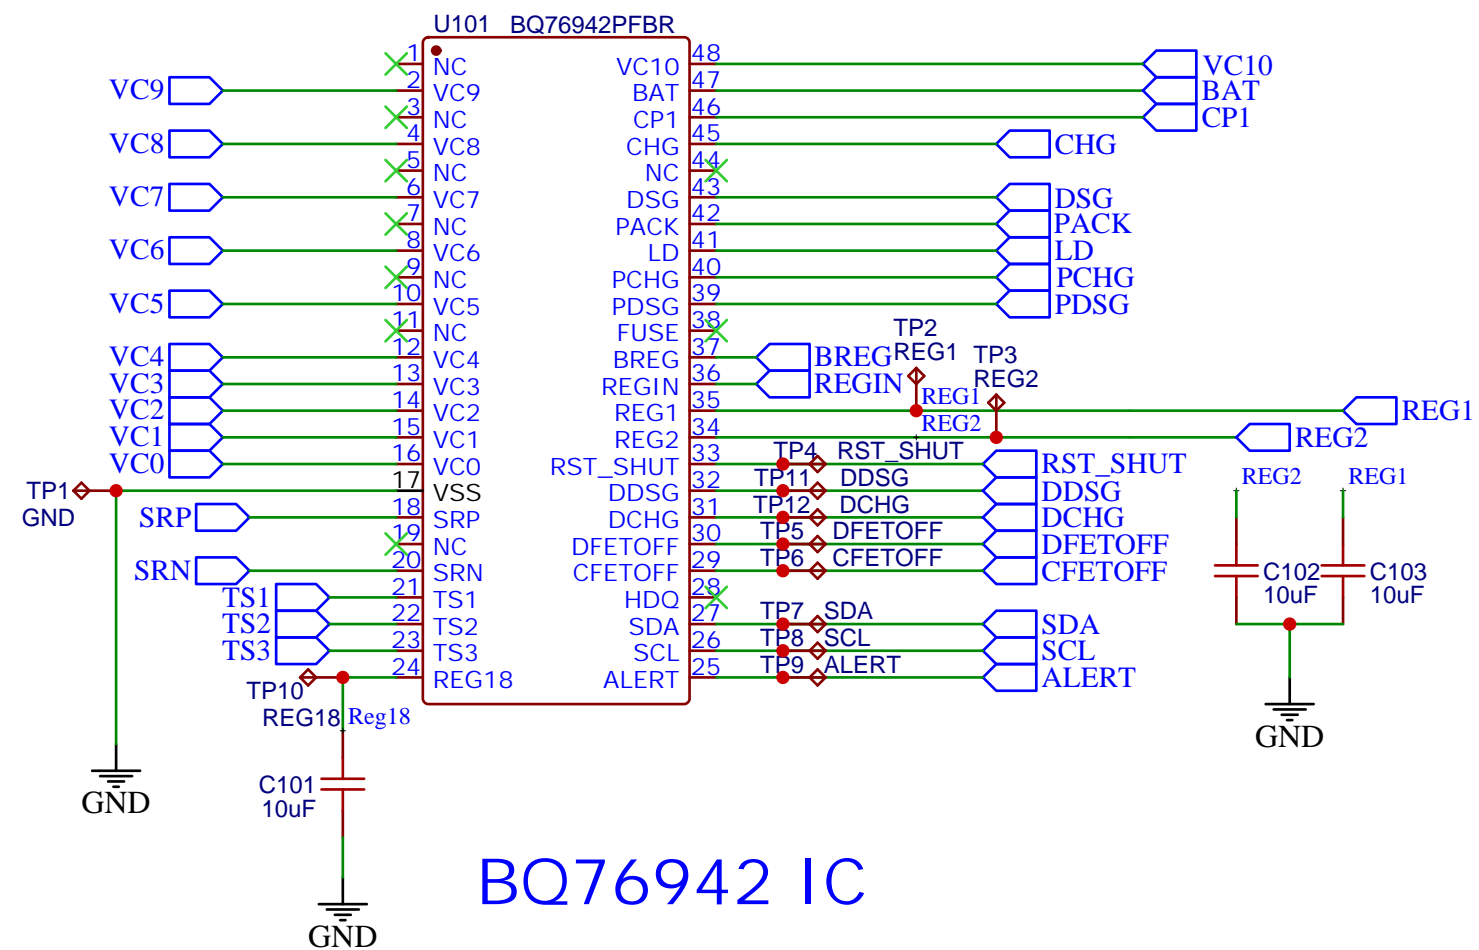 U101 BQ76942PFBR
1 NC VC10 48 VC10
VC9 2 VC9 BAT 47 BAT
3 NC CP1 46 CP1
VC8 4 VC8 CHG 45 CHG
5 NC NC 44
VC7 6 VC7 DSG 43 DSG
7 NC PACK 42 PACK
VC6 8 VC6 LD 41 LD
9 NC PCHG 40 PCHG
VC5 10 VC5 PDSG 39 PDSG
11 NC FUSE 38
VC4 12 VC4 BREG 37 BREG
VC3 13 VC3 REGIN 36 REGIN
TP2
REG1
TP3
REG2
VC2 14 VC2 REG1 35 REG1 REG1
VC1 15 VC1 REG2 34 REG2 REG2
VC0 16 VC0 RST_SHUT 33 TP4 RST_SHUT RST_SHUT
TP1
GND
17 VSS DDSG 32 TP11 DDSG DDSG
SRP 18 SRP DCHG 31 TP12 DCHG DCHG
19 NC DFETOFF 30 TP5 DFETOFF DFETOFF
SRN 20 SRN CFETOFF 29 TP6 CFETOFF CFETOFF
TS1 21 TS1 HDQ 28
TS2 22 TS2 SDA 27 TP7 SDA SDA
TS3 23 TS3 SCL 26 TP8 SCL SCL
24 REG18 ALERT 25 TP9 ALERT ALERT
TP10
REG18 Reg18
REG2 REG1
C102 C103
10uF 10uF
GND
GND
C101
10uF
GND
BQ76942 IC